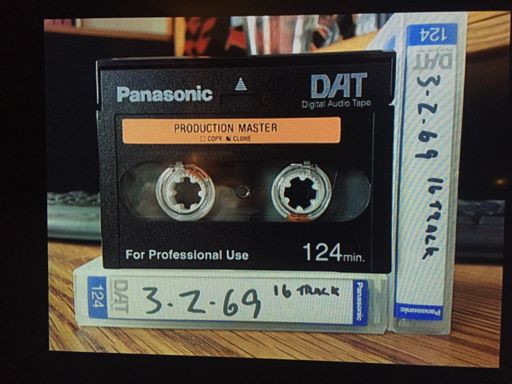 Panasonic
DAT
Digital Audio Tape
PRODUCTION MASTER
COPY CLONE
For Professional Use
124min.
124
DAT
3.2.69 16 TRACK
Panasonic
124
DAT
3.2.69 16 TRACK
Panasonic